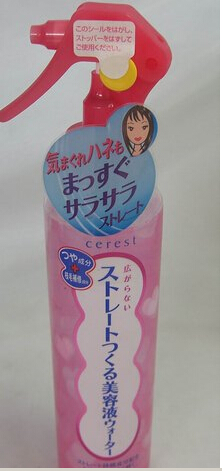 このシールをはがし、
ストッパーをはずして
ご使用ください。
気まぐれハネも
まっすぐ
サラサラ
ストレート
cerest
つや成分
+
広がらない
ストレートつくる美容液ウォーター